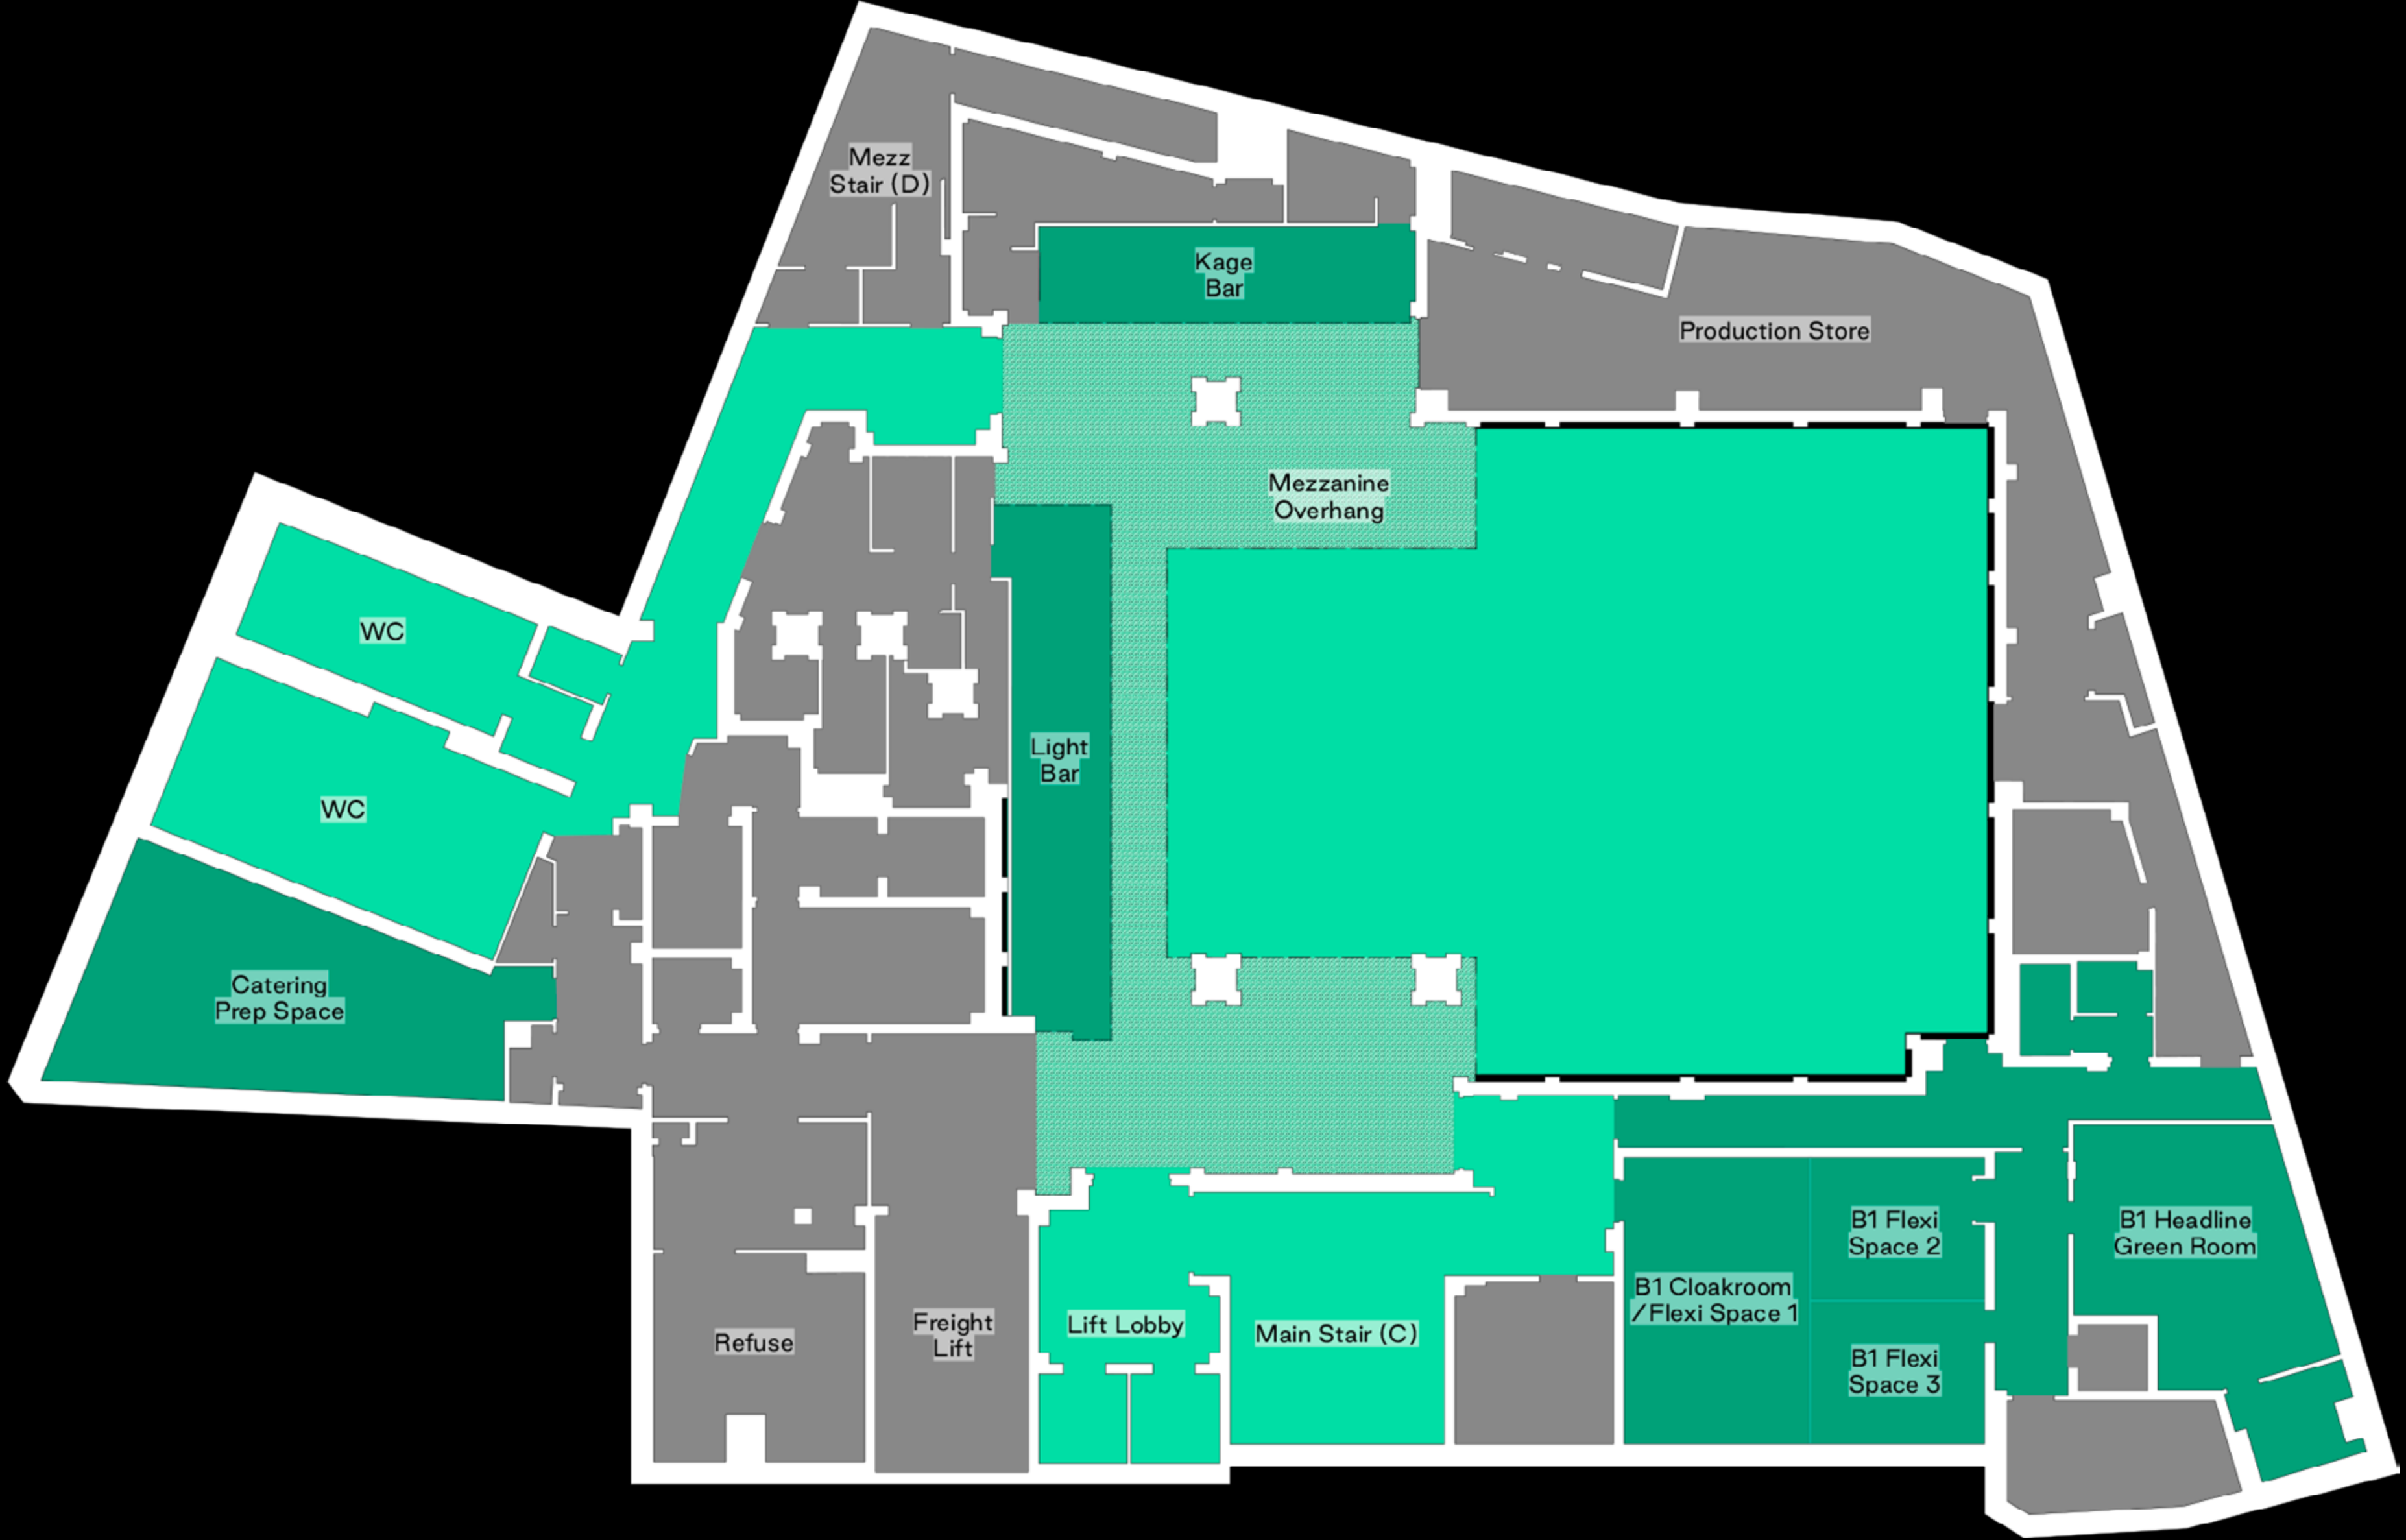 Mezz
Stair (D)
Kage
Bar
Production Store
Mezzanine
Overhang
WC
WC
Light
Bar
Catering
Prep Space
B1 Flexi
Space 2
B1 Headline
Green Room
B1 Cloakroom
/Flexi Space 1
Freight
Lift
Lift Lobby
Main Stair (C)
Refuse
B1 Flexi
Space 3